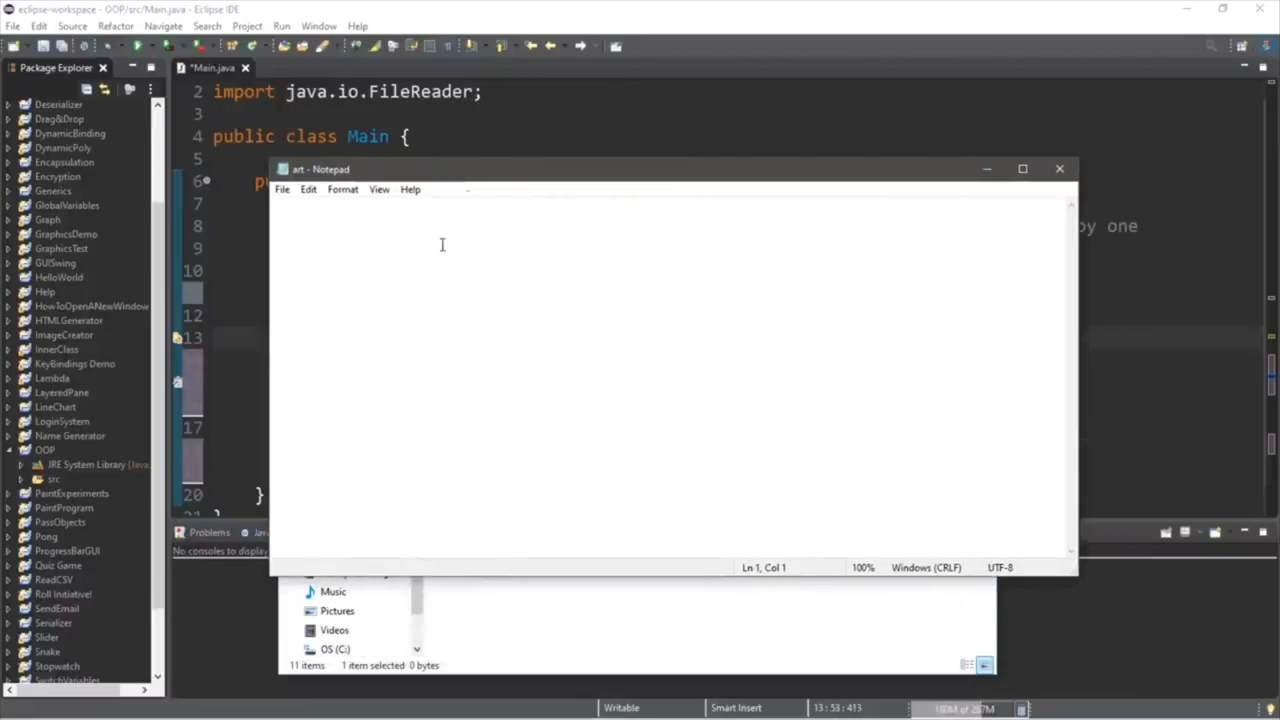 eclipse-workspace - OOP/src/Main.java - Eclipse IDE
File Edit Source Refactor Navigate Search Project Run Window Help
Package Explorer
*Main.java
Deserializer
Drag&Drop
DynamicBinding
DynamicPoly
Encapsulation
Encryption
Generics
GlobalVariables
Graph
GraphicsDemo
GraphicsTest
GUISwing
HelloWorld
Help
HowToOpenANewWindow
HTMLGenerator
ImageCreator
InnerClass
KeyBindings Demo
Lambda
LayeredPane
LineChart
LoginSystem
Name Generator
OOP
JRE System Library [Java
src
PaintExperiments
PaintProgram
PassObjects
Pong
ProgressBarGUI
Quiz Game
ReadCSV
Roll Initiative!
SendEmail
Serializer
Slider
Snake
Stopwatch
SwitchVariables
2 import java.io.FileReader;
3
4 public class Main {
5
6 pu
7
8 by one
9
10
12
13
17
20 }
21 }
art - Notepad
File Edit Format View Help
Ln 1, Col 1 100% Windows (CRLF) UTF-8
Problems Jav
No consoles to display
Music
Pictures
Videos
OS (C:)
11 items 1 item selected 0 bytes
Writable Smart Insert 13 : 53 : 413